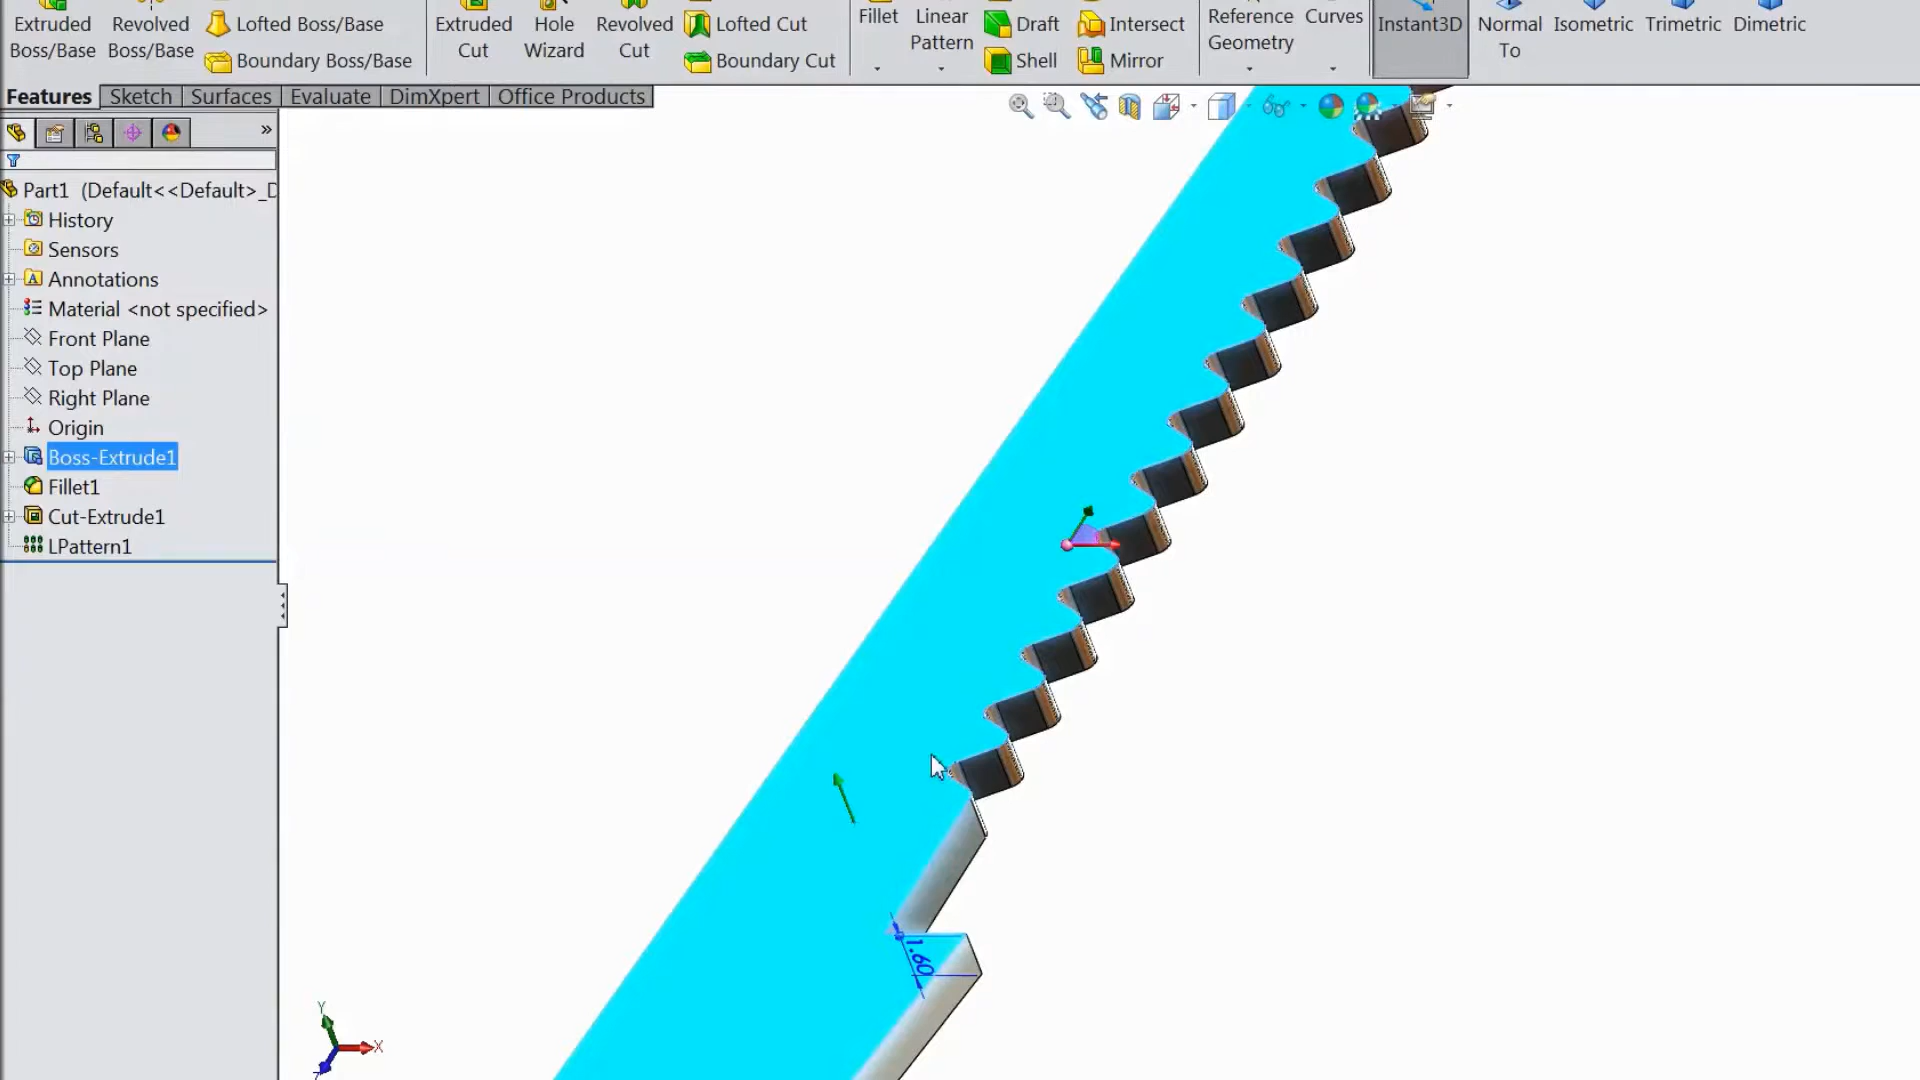 Extruded Boss/Base
Revolved Boss/Base
Lofted Boss/Base
Boundary Boss/Base
Extruded Cut
Hole Wizard
Revolved Cut
Lofted Cut
Boundary Cut
Fillet
Linear Pattern
Draft
Shell
Intersect
Mirror
Reference Geometry
Curves
Instant3D
Normal To
Isometric
Trimetric
Dimetric
Features
Sketch
Surfaces
Evaluate
DimXpert
Office Products
»
Part1 (Default<<Default>_D
History
Sensors
A Annotations
Material <not specified>
Front Plane
Top Plane
Right Plane
Origin
Boss-Extrude1
Fillet1
Cut-Extrude1
LPattern1
1.60
Y
X
Z